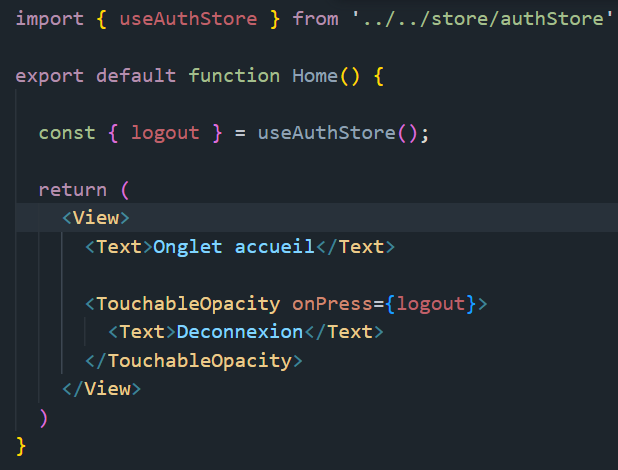 import { useAuthStore } from '../../store/authStore'
export default function Home() {
const { logout } = useAuthStore();
return (
<View>
<Text>Onglet accueil</Text>
<TouchableOpacity onPress={logout}>
<Text>Deconnexion</Text>
</TouchableOpacity>
</View>
)
}